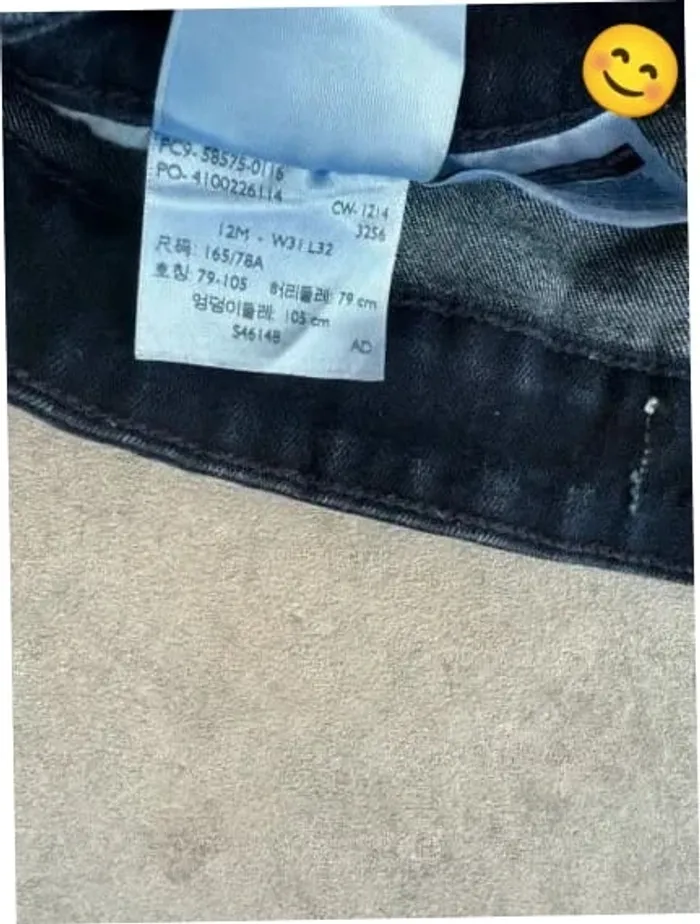 PC9- 58575-0116
PO- 4100226114
CW- 1214
3256
12M - W31 L32
尺码: 165/78A
호칭: 79-105 허리둘레: 79 cm
엉덩이둘레: 105 cm
S4614B AD